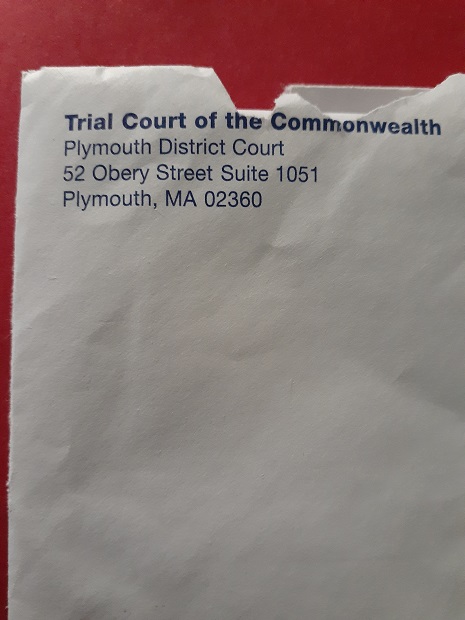 Trial Court of the Commonwealth
Plymouth District Court
52 Obery Street Suite 1051
Plymouth, MA 02360